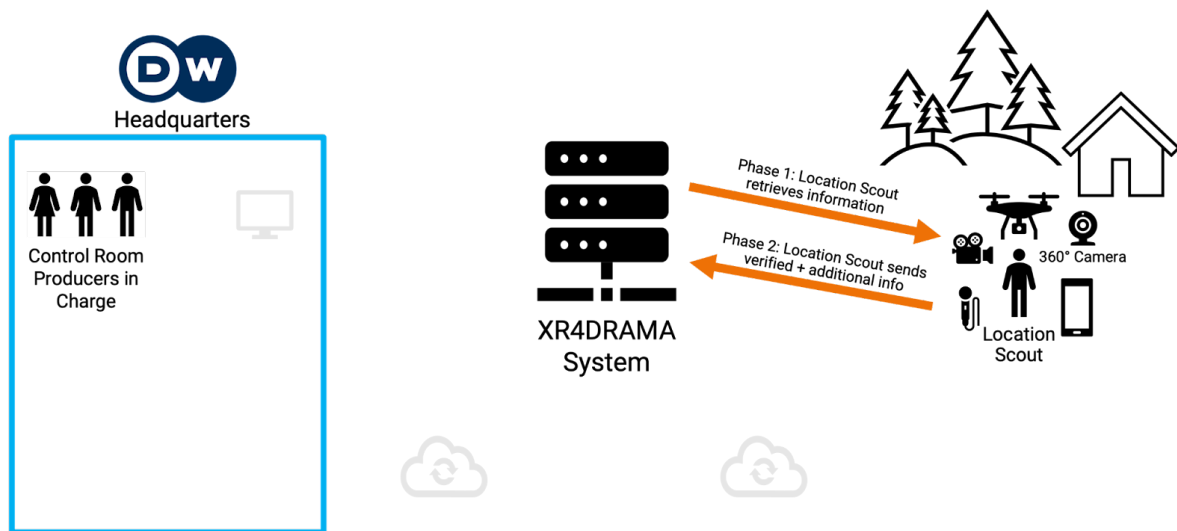 DW
Headquarters
Control Room
Producers in
Charge
XR4DRAMA
System
Phase 1: Location Scout
retrieves information
Phase 2: Location Scout sends
verified + additional info
360° Camera
Location
Scout